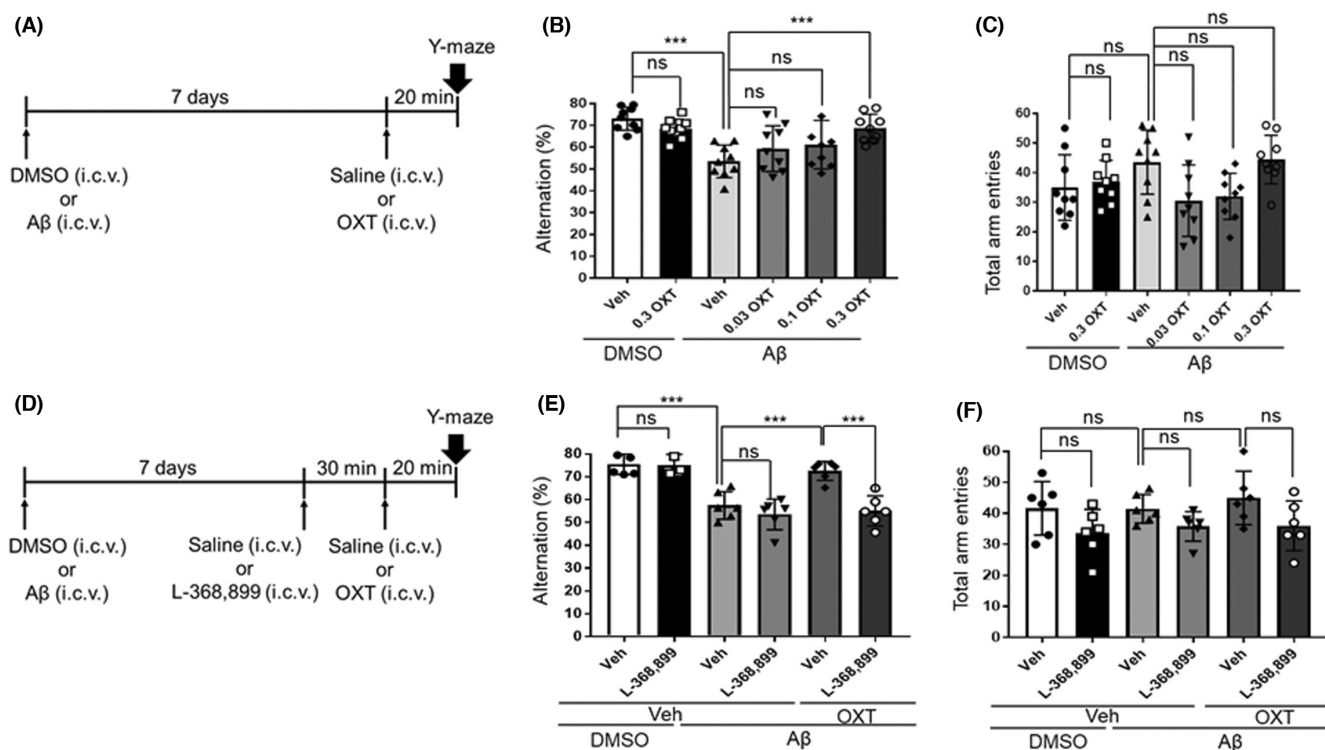 (A)
Y-maze
7 days
20 min
DMSO (i.c.v.)
or
Aβ (i.c.v.)
Saline (i.c.v.)
or
OXT (i.c.v.)
(B)
***
***
ns
ns
ns
Alternation (%)
80
70
60
50
40
30
20
10
0
Veh
0.3 OXT
Veh
0.03 OXT
0.1 OXT
0.3 OXT
DMSO
Aβ
(C)
ns
ns
ns
ns
ns
Total arm entries
60
50
40
30
20
10
0
Veh
0.3 OXT
Veh
0.03 OXT
0.1 OXT
0.3 OXT
DMSO
Aβ
(D)
Y-maze
7 days
30 min
20 min
DMSO (i.c.v.)
or
Aβ (i.c.v.)
Saline (i.c.v.)
or
L-368,899 (i.c.v.)
Saline (i.c.v.)
or
OXT (i.c.v.)
(E)
***
***
***
ns
ns
Alternation (%)
80
70
60
50
40
30
20
10
0
Veh
L-368,899
Veh
L-368,899
Veh
L-368,899
Veh
OXT
DMSO
Aβ
(F)
ns
ns
ns
ns
ns
Total arm entries
60
50
40
30
20
10
0
Veh
L-368,899
Veh
L-368,899
Veh
L-368,899
Veh
OXT
DMSO
Aβ